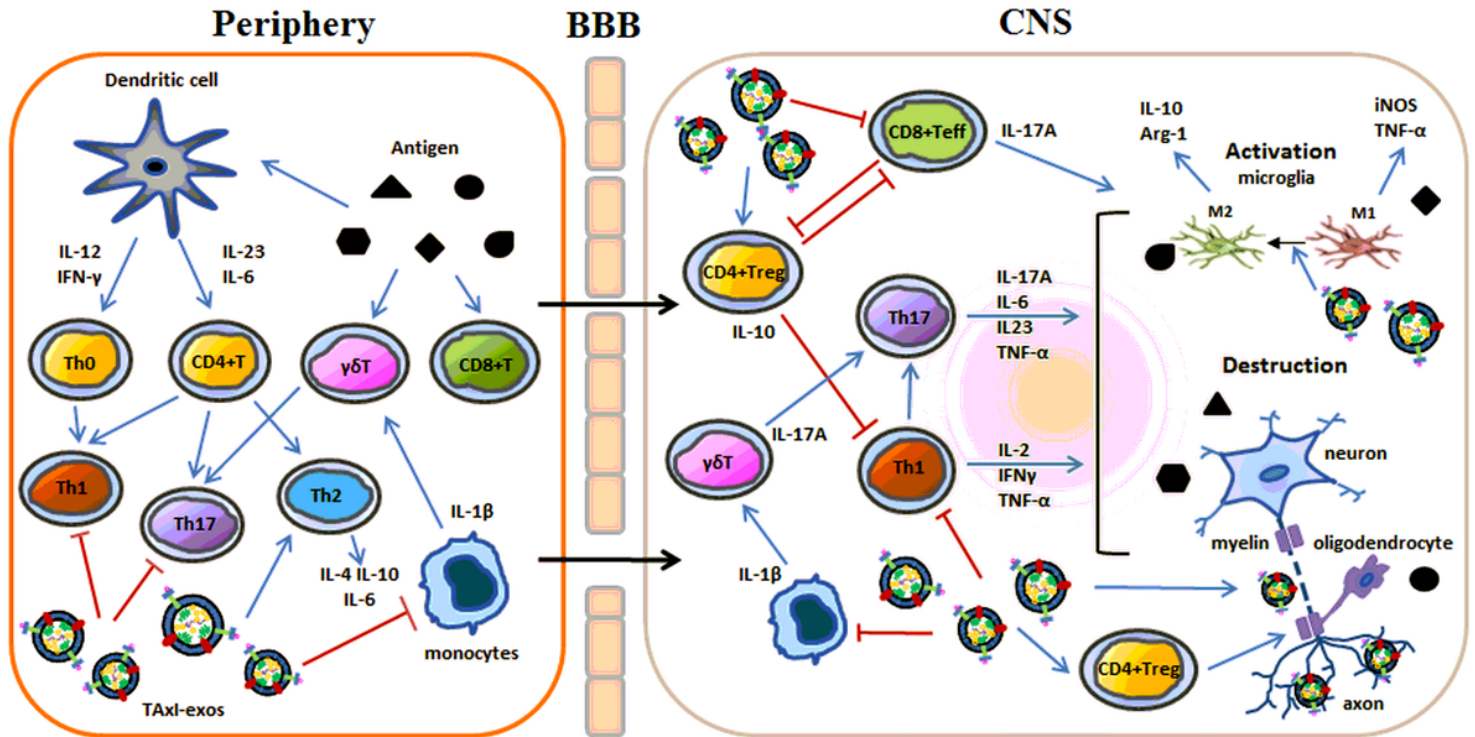 Periphery
BBB
CNS
Dendritic cell
Antigen
IL-12
IFN-γ
IL-23
IL-6
Th0
CD4+T
γδT
CD8+T
Th1
Th17
Th2
IL-1β
IL-4 IL-10
IL-6
monocytes
TAxI-exos
CD8+Teff
IL-17A
IL-10
Arg-1
iNOS
TNF-α
Activation
microglia
M2
M1
CD4+Treg
IL-10
Th17
IL-17A
IL-6
IL23
TNF-α
Destruction
γδT
IL-17A
Th1
IL-2
IFNγ
TNF-α
neuron
myelin
oligodendrocyte
IL-1β
CD4+Treg
axon